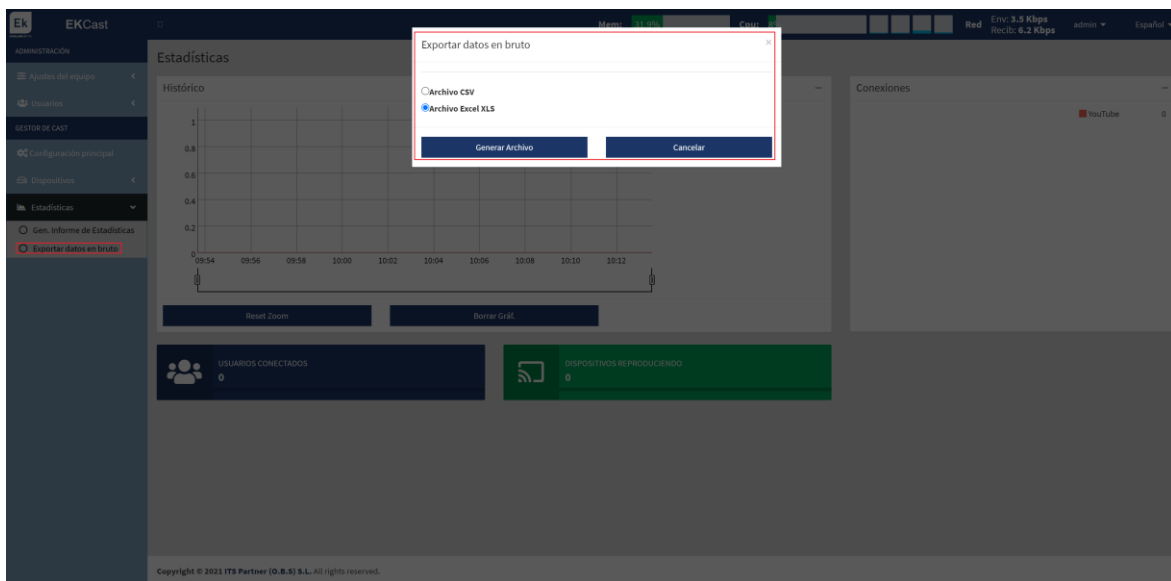 Ek
EKCast
Mem: 31.9%
Cpu:
Red
Env: 3.5 Kbps
Recib: 6.2 Kbps
admin
Español
ADMINISTRACIÓN
Ajustes del equipo
Usuarios
GESTOR DE CAST
Configuración principal
Dispositivos
Estadísticas
Gen. Informe de Estadísticas
Exportar datos en bruto
Estadísticas
Histórico
1
0.8
0.6
0.4
0.2
0
09:54 09:56 09:58 10:00 10:02 10:04 10:06 10:08 10:10 10:12
Reset Zoom
Borrar Gráf.
Exportar datos en bruto
×
Archivo CSV
Archivo Excel XLS
Generar Archivo
Cancelar
Conexiones
YouTube 0
USUARIOS CONECTADOS
0
DISPOSITIVOS REPRODUCIENDO
0
Copyright © 2021 ITS Partner (O.B.S) S.L. All rights reserved.